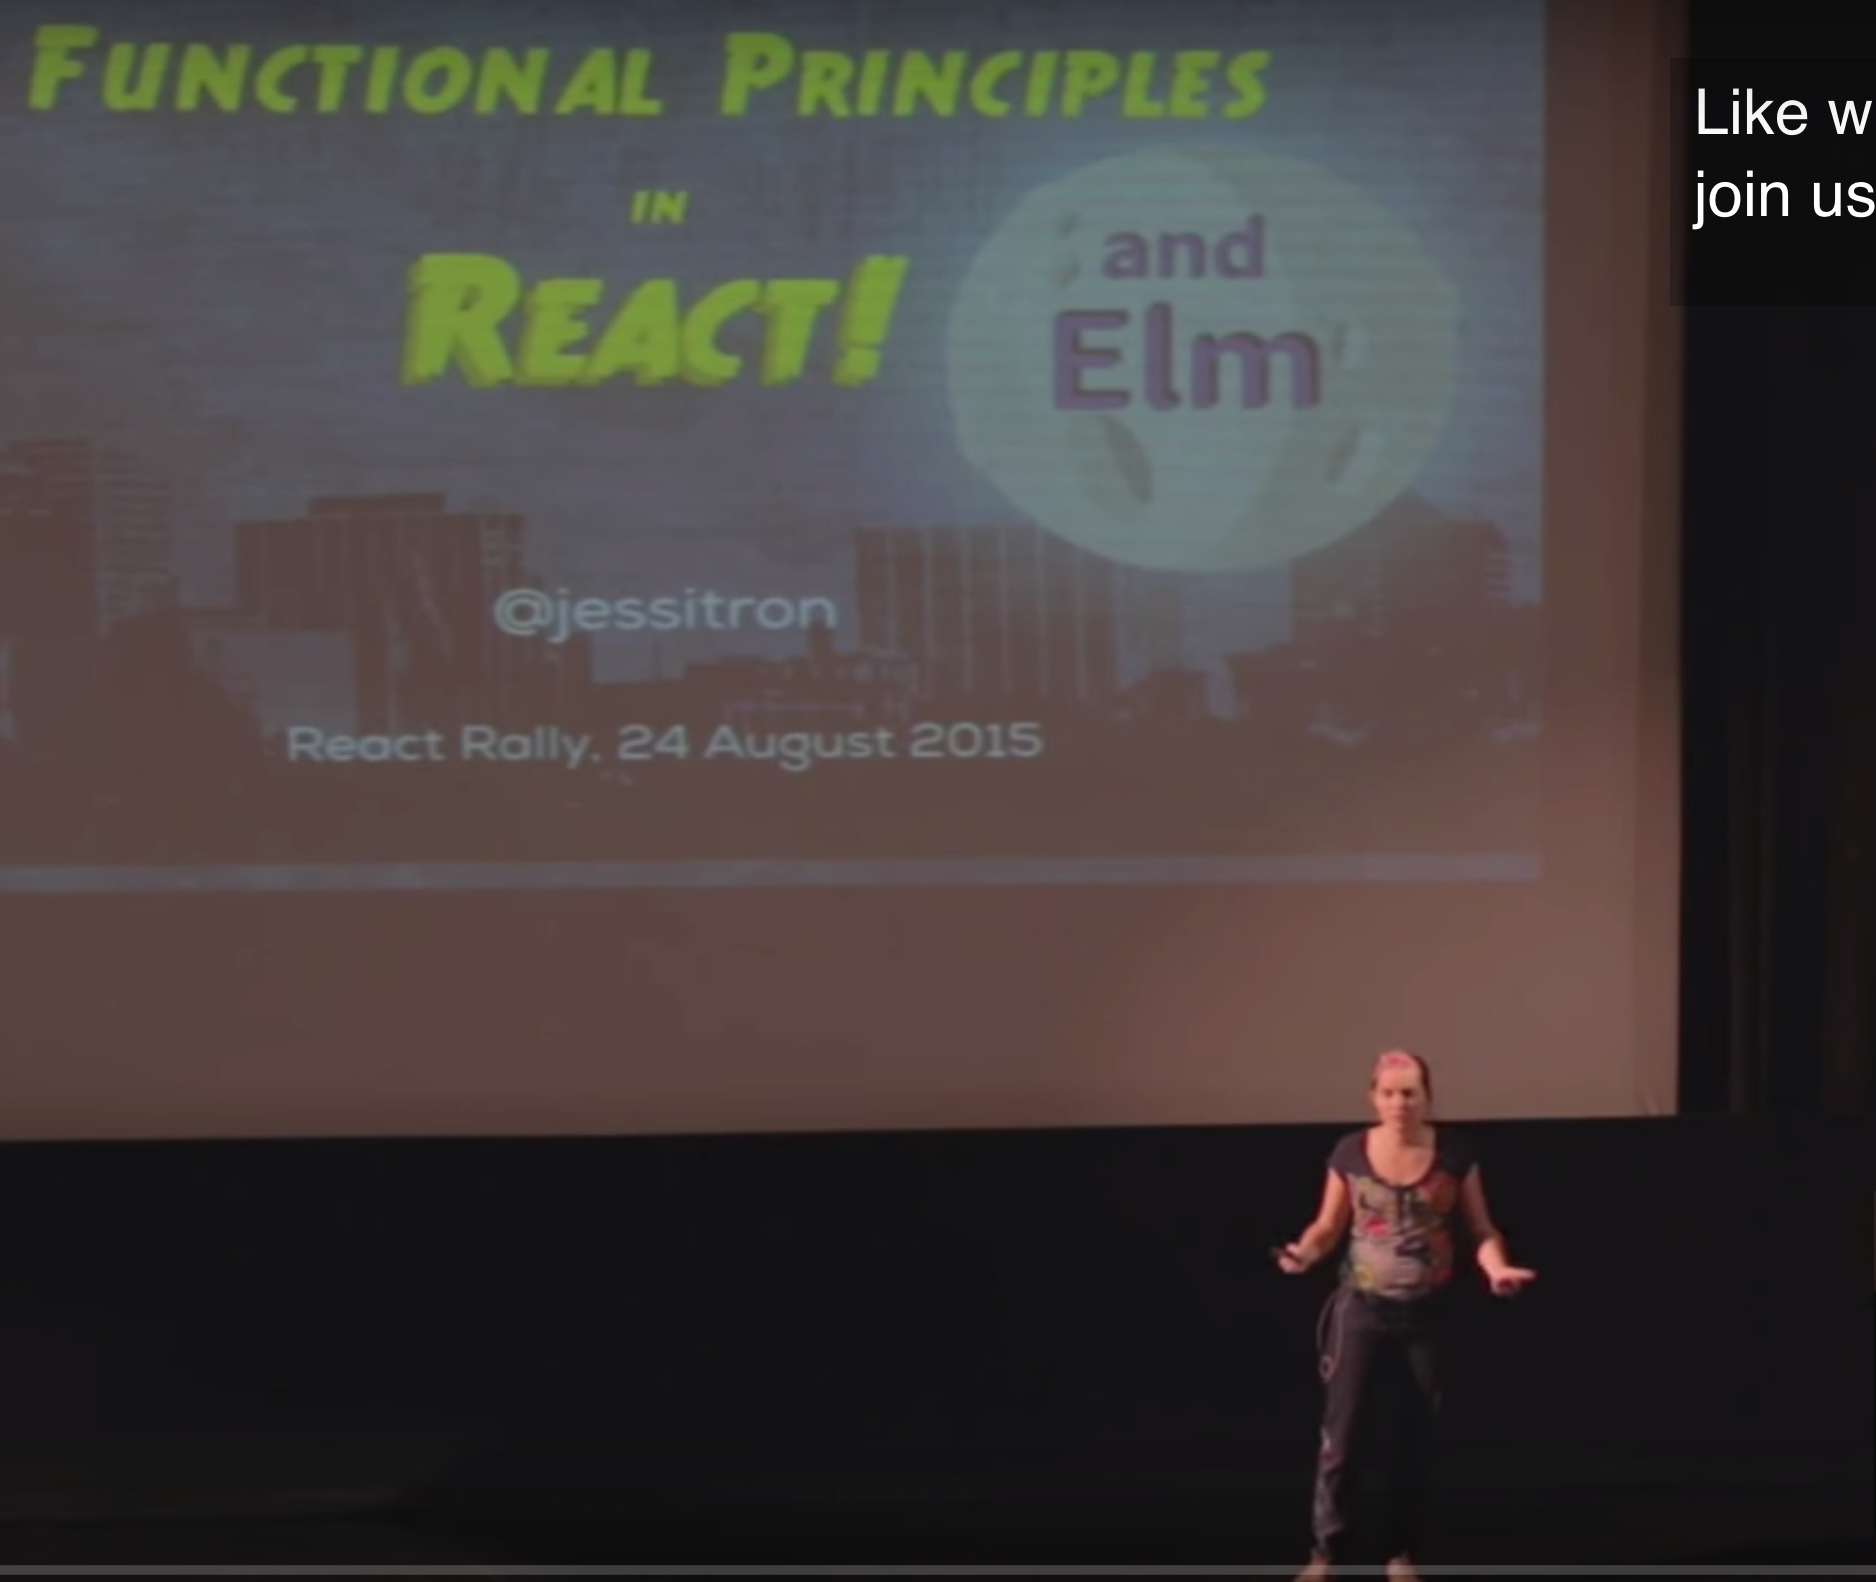 FUNCTIONAL PRINCIPLES
IN
REACT!
and
Elm
@jessitron
React Rally, 24 August 2015
Like w
join us